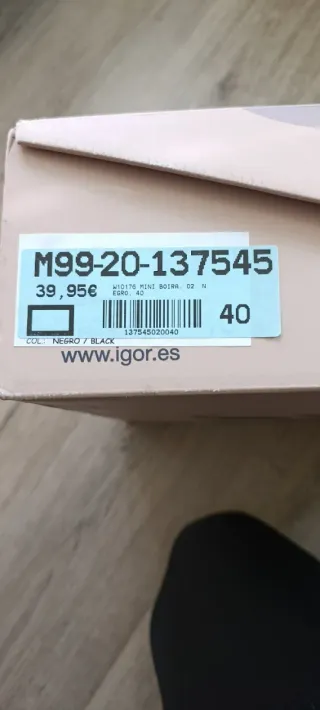 M99-20-137545
39,95€
W10176 MINI BOIRA, 02 N
EGRO, 40
137545020040
40
COL: NEGRO / BLACK
www.igor.es